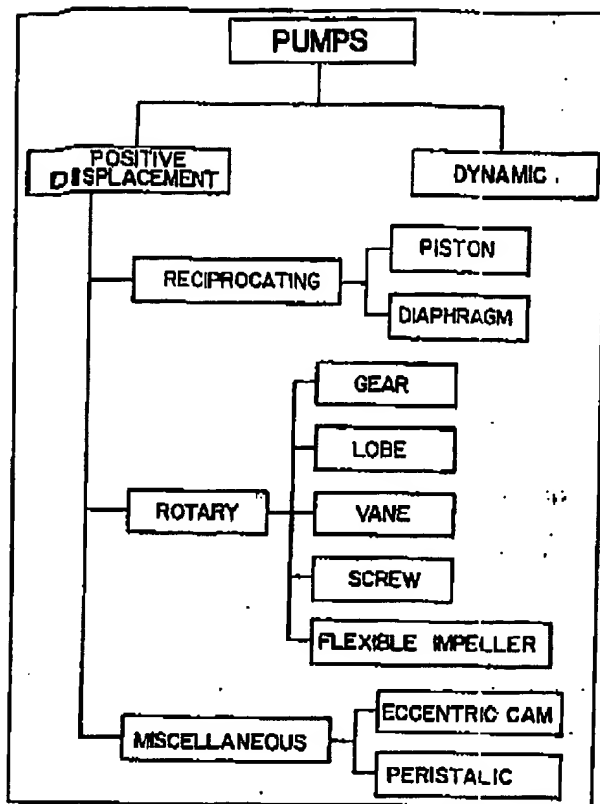 PUMPS
POSITIVE
DISPLACEMENT
DYNAMIC
RECIPROCATING
PISTON
DIAPHRAGM
GEAR
LOBE
ROTARY
VANE
SCREW
FLEXIBLE IMPELLER
MISCELLANEOUS
ECCENTRIC CAM
PERISTALIC